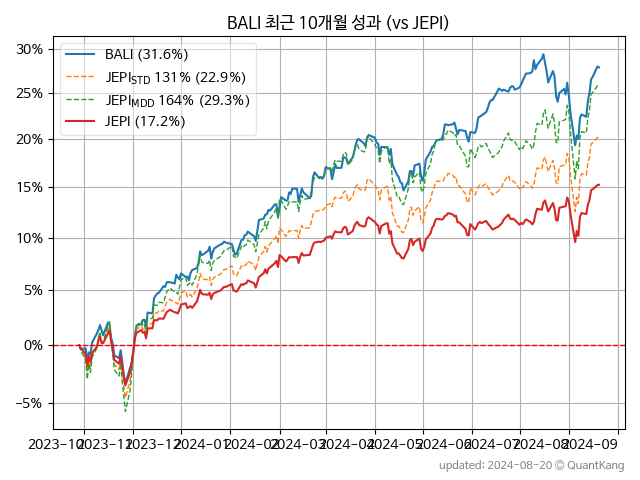 BALI 최근 10개월 성과 (vs JEPI)
BALI (31.6%)
JEPI_STD 131% (22.9%)
JEPI_MDD 164% (29.3%)
JEPI (17.2%)
30%
25%
20%
15%
10%
5%
0%
−5%
2023−10 2023−11 2023−12 2024−01 2024−02 2024−03 2024−04 2024−05 2024−06 2024−07 2024−08 2024−09
updated: 2024−08−20 © QuantKang